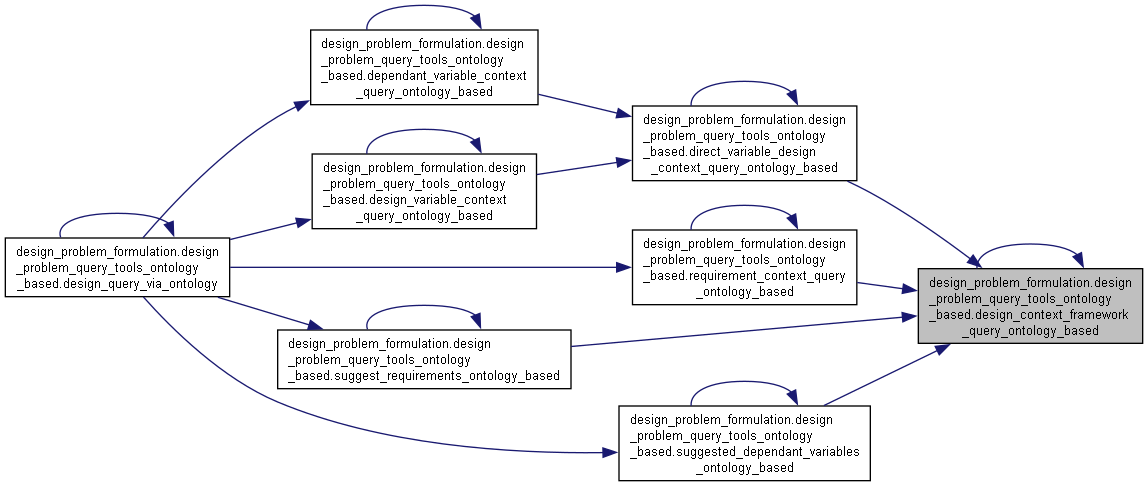 design_problem_formulation.design
_problem_query_tools_ontology
_based.dependant_variable_context
_query_ontology_based
design_problem_formulation.design
_problem_query_tools_ontology
_based.direct_variable_design
_context_query_ontology_based
design_problem_formulation.design
_problem_query_tools_ontology
_based.design_variable_context
_query_ontology_based
design_problem_formulation.design
_problem_query_tools_ontology
_based.design_query_via_ontology
design_problem_formulation.design
_problem_query_tools_ontology
_based.requirement_context_query
_ontology_based
design_problem_formulation.design
_problem_query_tools_ontology
_based.design_context_framework
_query_ontology_based
design_problem_formulation.design
_problem_query_tools_ontology
_based.suggest_requirements_ontology_based
design_problem_formulation.design
_problem_query_tools_ontology
_based.suggested_dependant_variables
_ontology_based